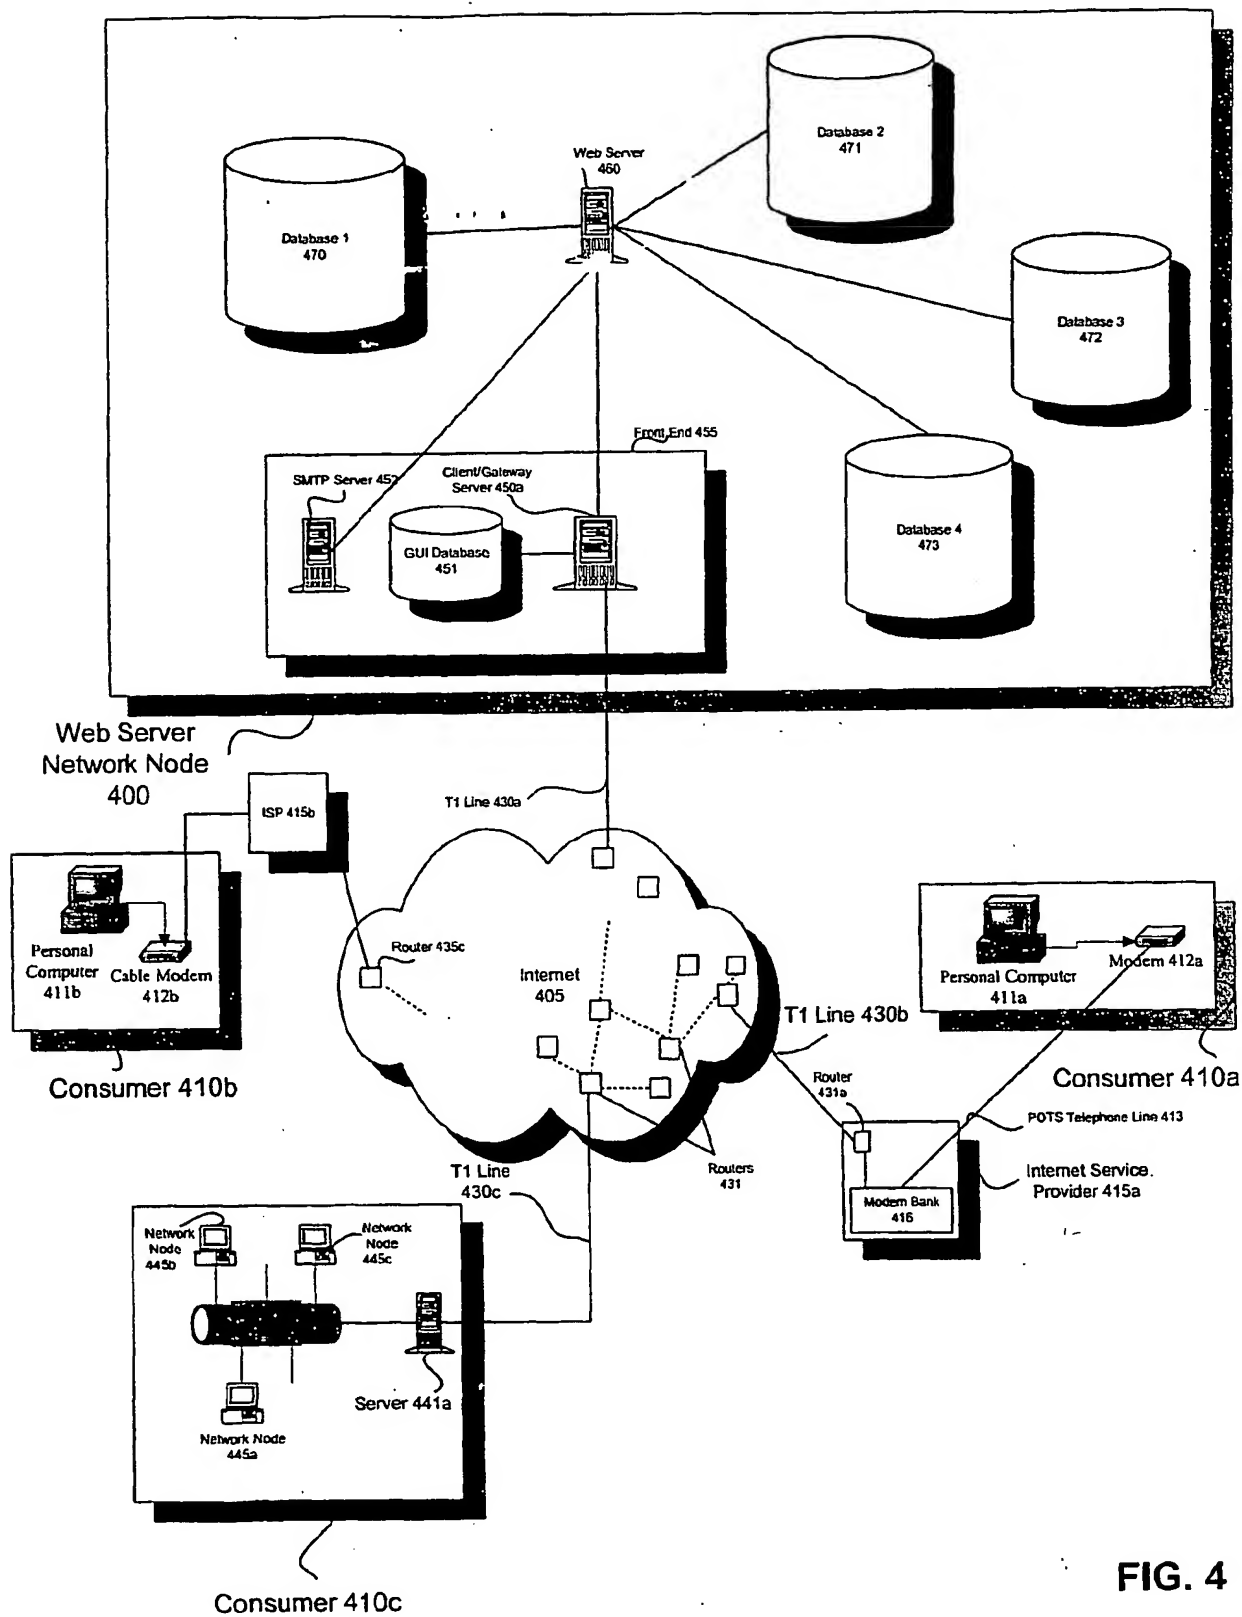 Database 2
471
Web Server
460
Database 1
470
Database 3
472
Front End 455
SMTP Server 452
Client/Gateway
Server 450a
GUI Database
451
Database 4
473
Web Server
Network Node
400
ISP 415b
T1 Line 430a
Router 435c
Personal
Computer
411b
Cable Modem
412b
Internet
405
Personal Computer
411a
Modem 412a
T1 Line 430b
Consumer 410b
Consumer 410a
Router
431a
POTS Telephone Line 413
T1 Line
430c
Routers
431
Internet Service.
Provider 415a
Modem Bank
416
Network
Node
445b
Network
Node
445c
Server 441a
Network Node
445a
Consumer 410c
FIG. 4